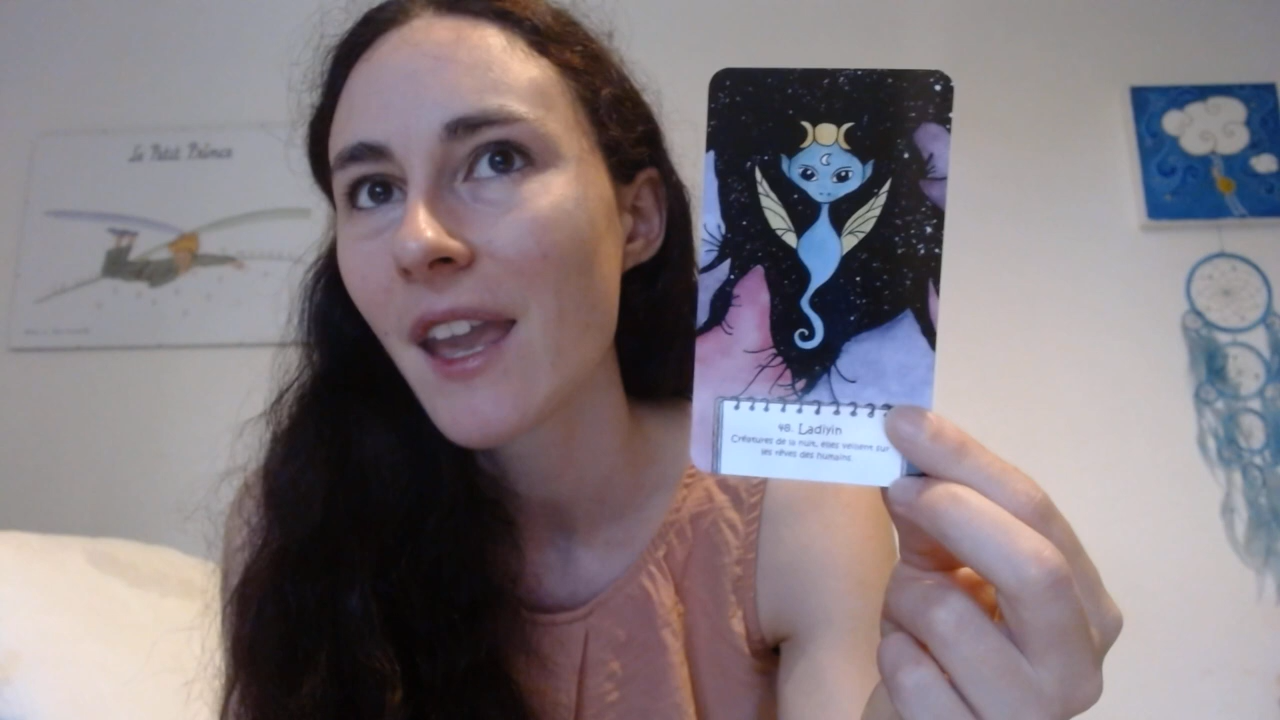 Le Petit Prince
48. Ladiyin
Créatures de la nuit, elles veillent sur
les rêves des humains.